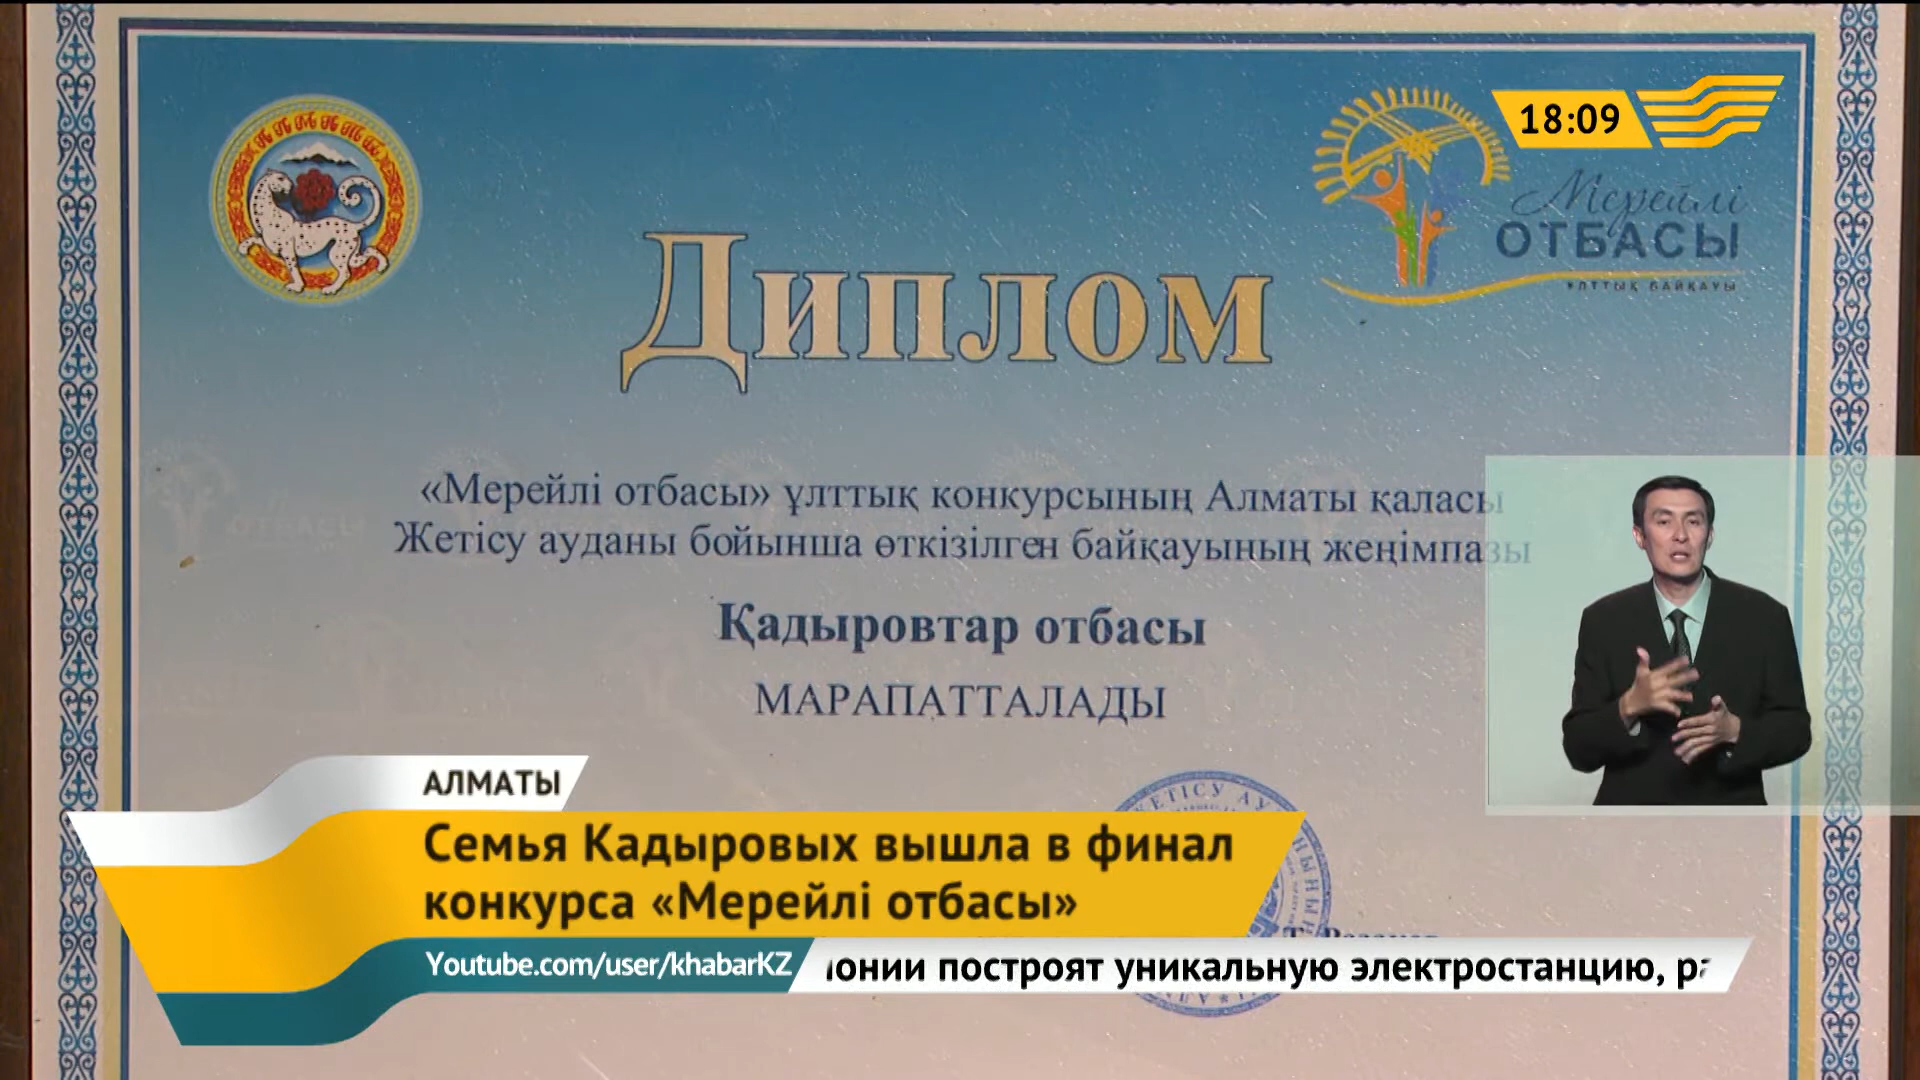 18:09
Мерейлі
ОТБАСЫ
ҰЛТТЫҚ БАЙҚАУЫ
Диплом
«Мерейлі отбасы» ұлттық конкурсының Алматы қаласы
Жетісу ауданы бойынша өткізілген байқауының жеңімпазы
Қадыровтар отбасы
МАРАПАТТАЛАДЫ
АЛМАТЫ
Семья Кадыровых вышла в финал
конкурса «Мерейлі отбасы»
Youtube.com/user/khabarKZ
построят уникальную электростанцию,